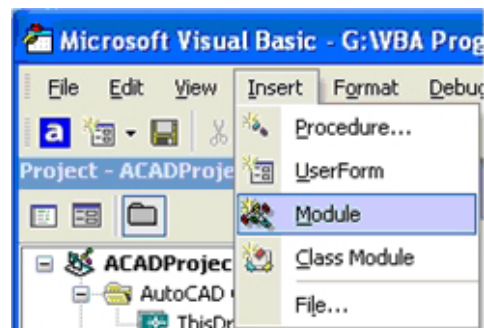 Microsoft Visual Basic - G:\VBA Prog
File Edit View Insert Format Debug
a
Procedure...
Project - ACADProje
UserForm
Module
ACADProjec
Class Module
AutoCAD
File...
ThisDr